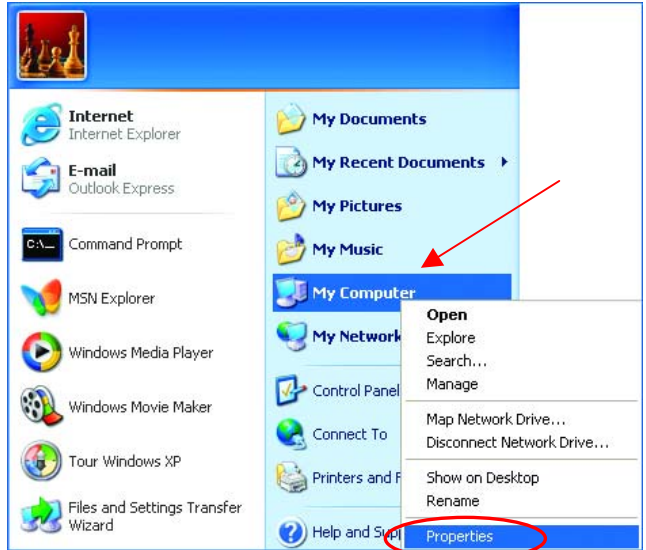 Internet
Internet Explorer
E-mail
Outlook Express
C:\_
Command Prompt
MSN Explorer
Windows Media Player
Windows Movie Maker
Tour Windows XP
Files and Settings Transfer
Wizard
My Documents
My Recent Documents
My Pictures
My Music
My Computer
My Network
Control Panel
Connect To
Printers and F
Help and Sup
Open
Explore
Search...
Manage
Map Network Drive...
Disconnect Network Drive...
Show on Desktop
Rename
Properties